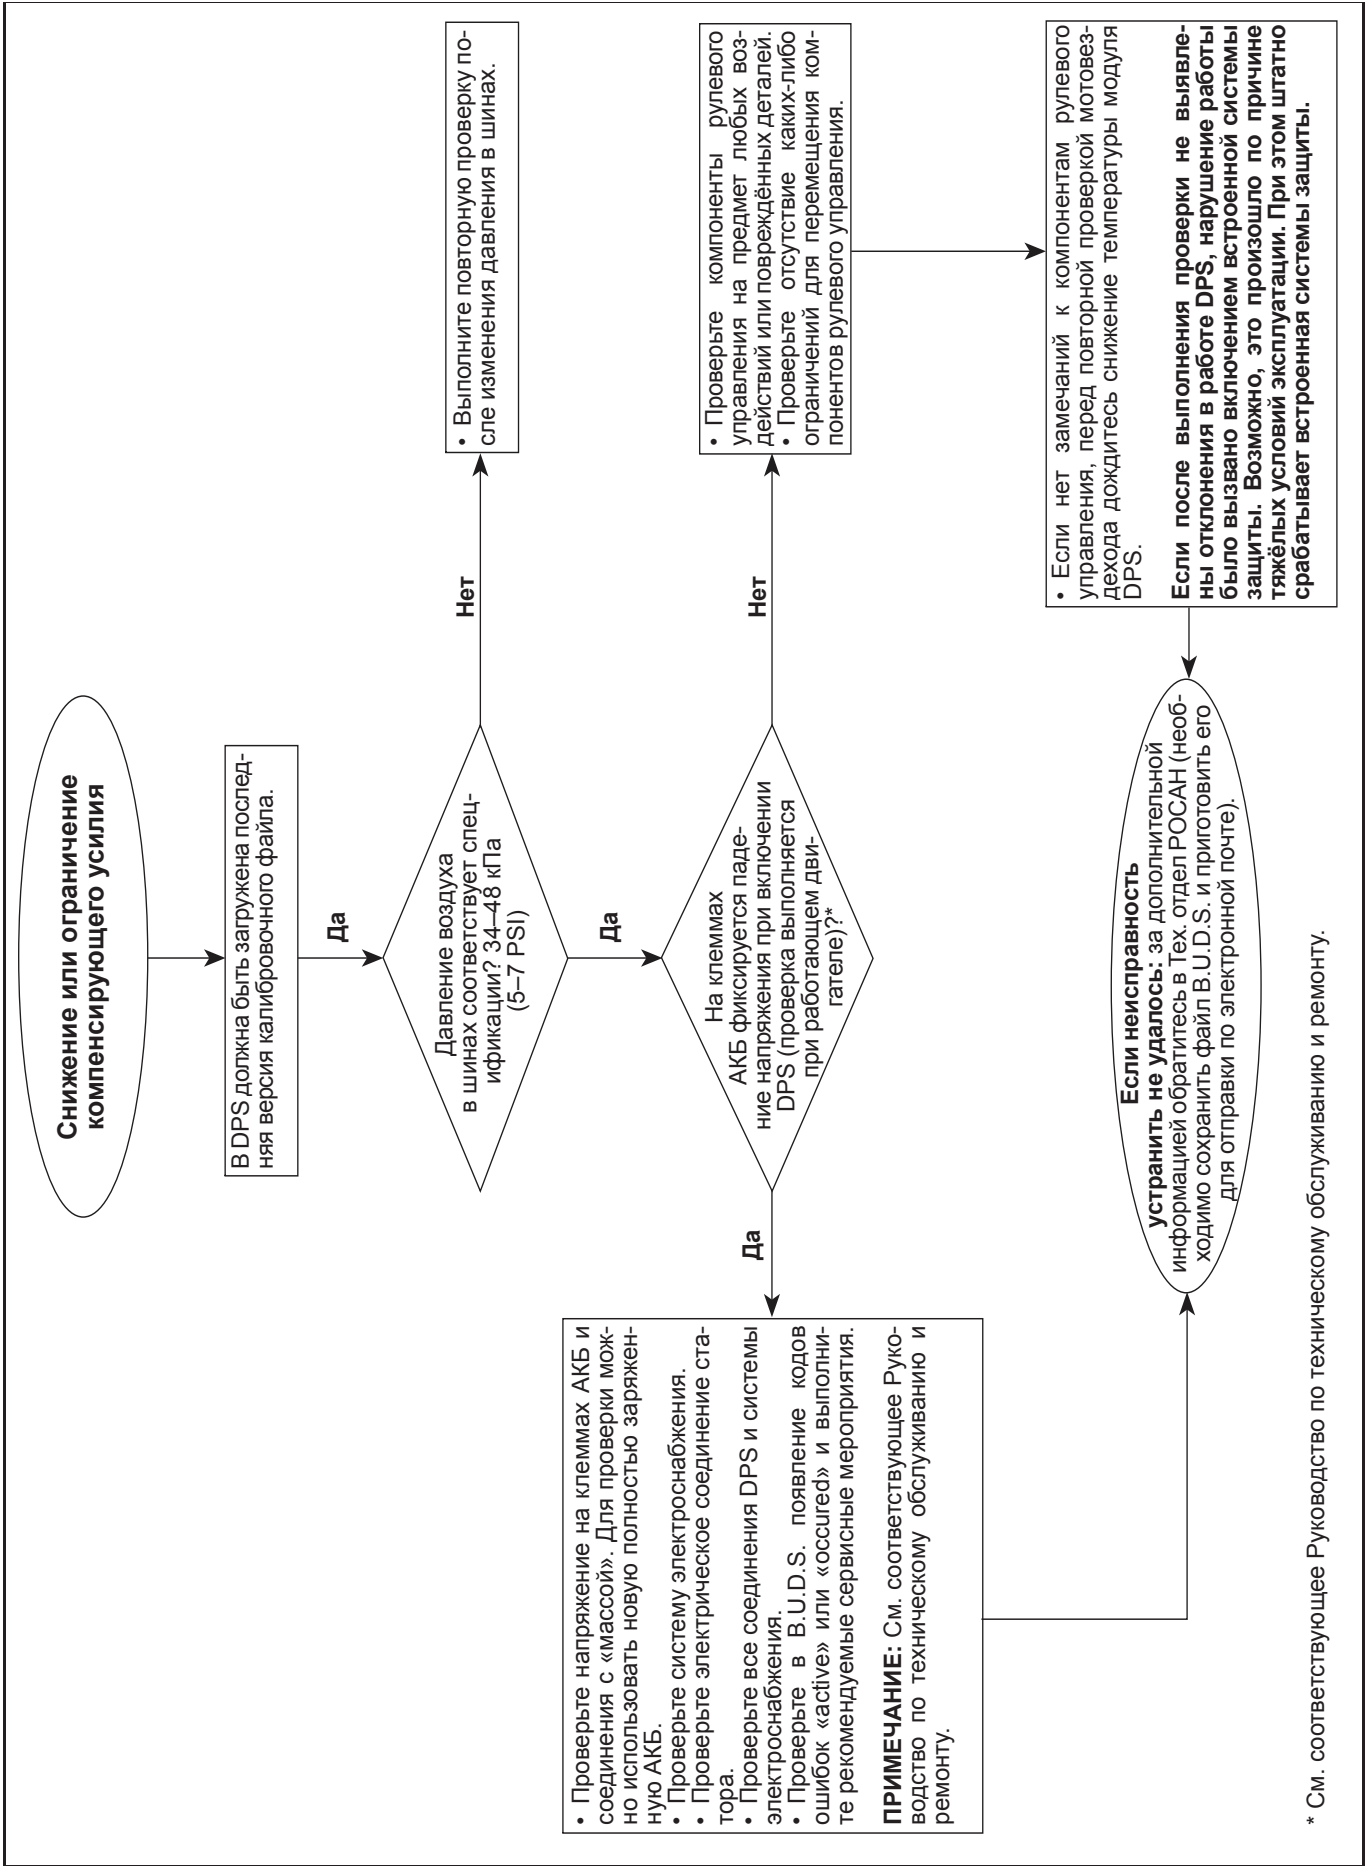 Снижение или ограничение
компенсирующего усилия
В DPS должна быть загружена послед-
няя версия калибровочного файла.
Да
Давление воздуха
в шинах соответствует спец-
ификации? 34–48 кПа
(5–7 PSI)
Нет
• Выполните повторную проверку по-
сле изменения давления в шинах.
Да
На клеммах
АКБ фиксируется паде-
ние напряжения при включении
DPS (проверка выполняется
при работающем дви-
гателе)?*
Нет
• Проверьте компоненты рулевого
управления на предмет любых воз-
действий или повреждённых деталей.
• Проверьте отсутствие каких-либо
ограничений для перемещения ком-
понентов рулевого управления.
Да
• Проверьте напряжение на клеммах АКБ и
соединения с «массой». Для проверки мож-
но использовать новую полностью заряжен-
ную АКБ.
• Проверьте систему электроснабжения.
• Проверьте электрическое соединение ста-
тора.
• Проверьте все соединения DPS и системы
электроснабжения.
• Проверьте в B.U.D.S. появление кодов
ошибок «active» или «occured» и выполни-
те рекомендуемые сервисные мероприятия.
ПРИМЕЧАНИЕ: См. соответствующее Руко-
водство по техническому обслуживанию и
ремонту.
• Если нет замечаний к компонентам рулевого
управления, перед повторной проверкой мотовез-
дехода дождитесь снижение температуры модуля
DPS.
Если после выполнения проверки не выявле-
ны отклонения в работе DPS, нарушение работы
было вызвано включением встроенной системы
защиты. Возможно, это произошло по причине
тяжёлых условий эксплуатации. При этом штатно
срабатывает встроенная системы защиты.
Если неисправность
устранить не удалось: за дополнительной
информацией обратитесь в Тех. отдел РОСАН (необ-
ходимо сохранить файл B.U.D.S. и приготовить его
для отправки по электронной почте).
* См. соответствующее Руководство по техническому обслуживанию и ремонту.